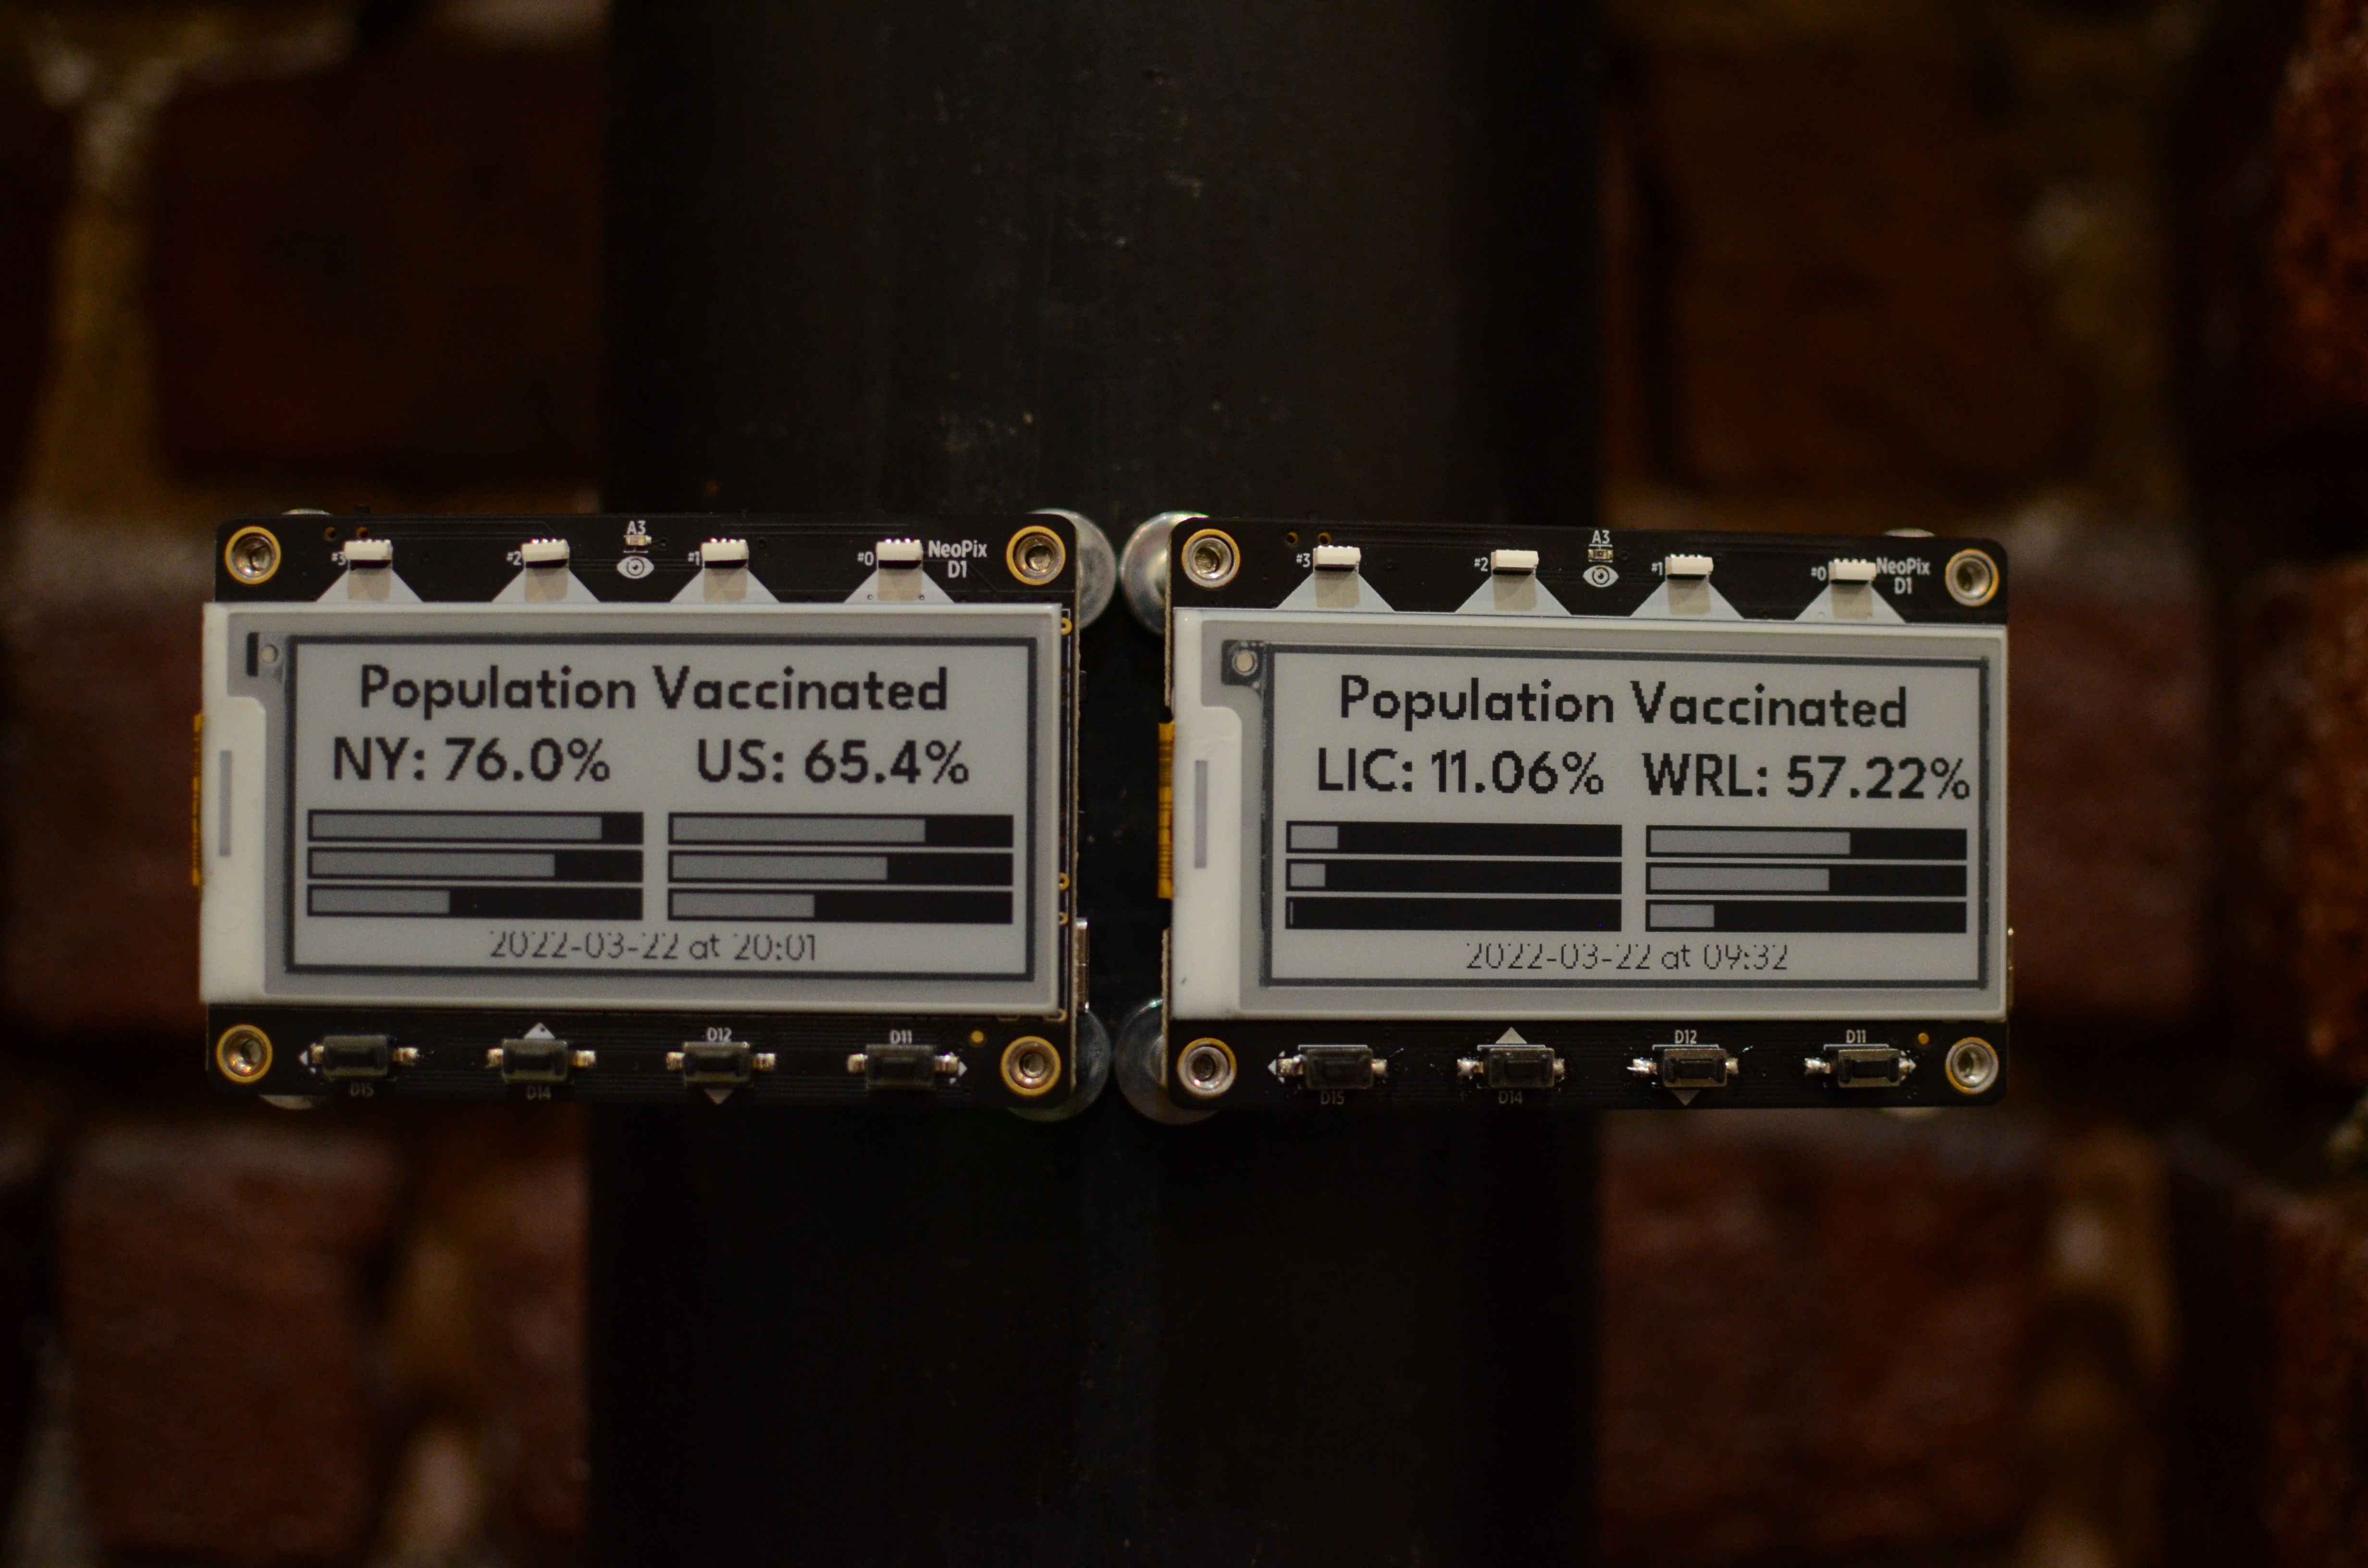 A3
#3 #2 #1 #0 NeoPix
D1
Population Vaccinated
NY: 76.0% US: 65.4%
2022-03-22 at 20:01
D12 D11
D15 D14
A3
#3 #2 #1 #0 NeoPix
D1
Population Vaccinated
LIC: 11.06% WRL: 57.22%
2022-03-22 at 09:32
D12 D11
D15 D14